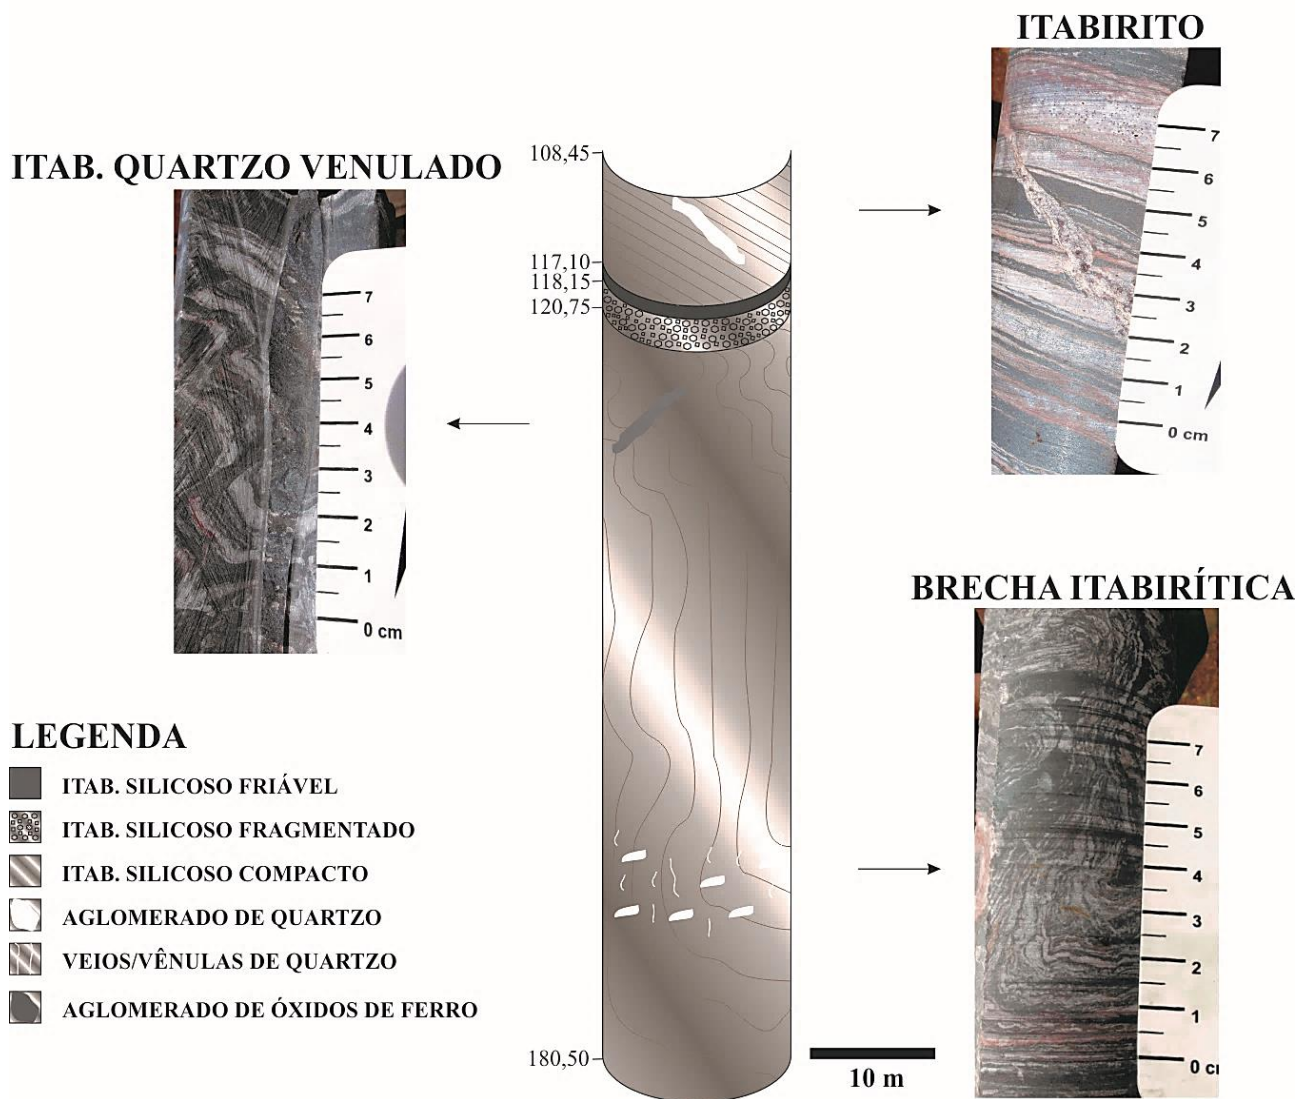 ITABIRITO
7
6
5
4
3
2
1
0 cm
ITAB. QUARTZO VENULADO
7
6
5
4
3
2
1
0 cm
108,45
117,10
118,15
120,75
180,50
10 m
BRECHA ITABIRÍTICA
7
6
5
4
3
2
1
0 c
LEGENDA
ITAB. SILICOSO FRIÁVEL
ITAB. SILICOSO FRAGMENTADO
ITAB. SILICOSO COMPACTO
AGLOMERADO DE QUARTZO
VEIOS/VÊNULAS DE QUARTZO
AGLOMERADO DE ÓXIDOS DE FERRO